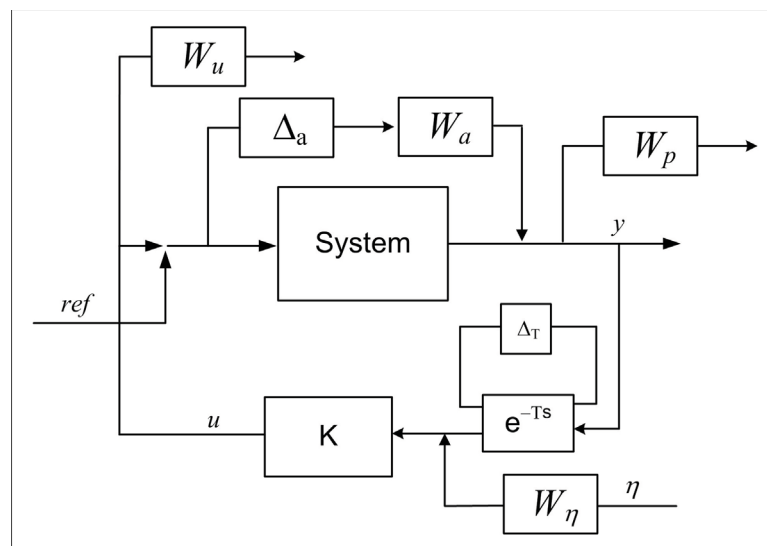 W_u
Δ_a
W_a
W_p
System
y
ref
Δ_T
u
K
e^{-Ts}
W_η
η